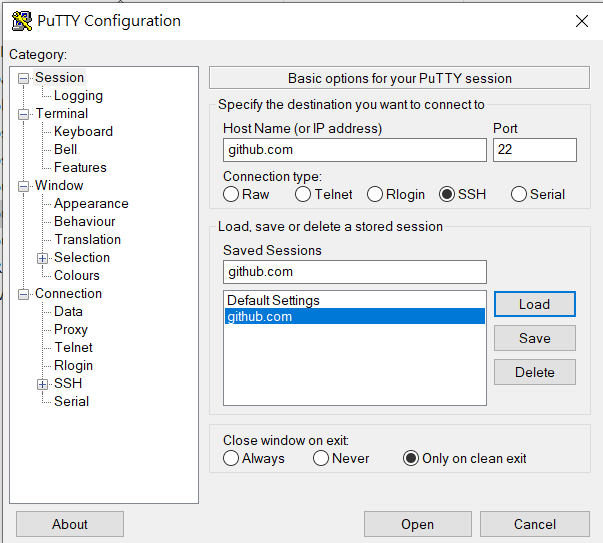 PuTTY Configuration
Category:
Session
Logging
Terminal
Keyboard
Bell
Features
Window
Appearance
Behaviour
Translation
Selection
Colours
Connection
Data
Proxy
Telnet
Rlogin
SSH
Serial
Basic options for your PuTTY session
Specify the destination you want to connect to
Host Name (or IP address) Port
github.com 22
Connection type:
Raw Telnet Rlogin SSH Serial
Load, save or delete a stored session
Saved Sessions
github.com
Default Settings
github.com
Load
Save
Delete
Close window on exit:
Always Never Only on clean exit
About Open Cancel